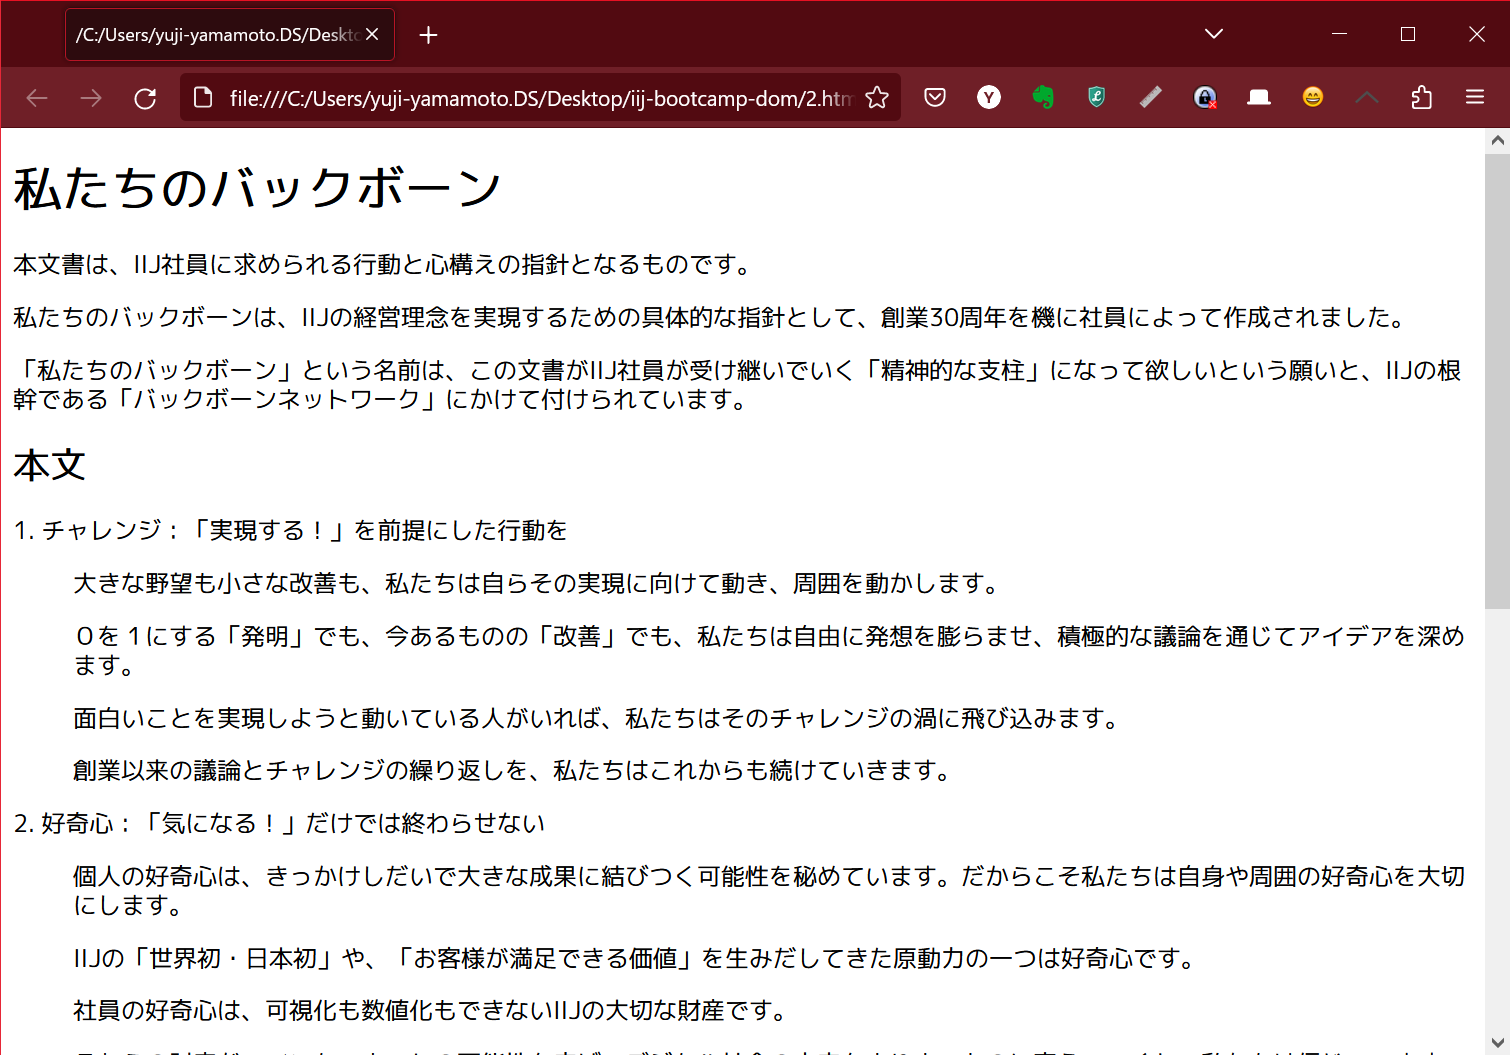 /C:/Users/yuji-yamamoto.DS/Deskto
file:///C:/Users/yuji-yamamoto.DS/Desktop/iij-bootcamp-dom/2.htm
Y
私たちのバックボーン
本文書は、IIJ社員に求められる行動と心構えの指針となるものです。
私たちのバックボーンは、IIJの経営理念を実現するための具体的な指針として、創業30周年を機に社員によって作成されました。
「私たちのバックボーン」という名前は、この文書がIIJ社員が受け継いでいく「精神的な支柱」になって欲しいという願いと、IIJの根
幹である「バックボーンネットワーク」にかけて付けられています。
本文
1. チャレンジ：「実現する！」を前提にした行動を
大きな野望も小さな改善も、私たちは自らその実現に向けて動き、周囲を動かします。
０を１にする「発明」でも、今あるものの「改善」でも、私たちは自由に発想を膨らませ、積極的な議論を通じてアイデアを深め
ます。
面白いことを実現しようと動いている人がいれば、私たちはそのチャレンジの渦に飛び込みます。
創業以来の議論とチャレンジの繰り返しを、私たちはこれからも続けていきます。
2. 好奇心：「気になる！」だけでは終わらせない
個人の好奇心は、きっかけしだいで大きな成果に結びつく可能性を秘めています。だからこそ私たちは自身や周囲の好奇心を大切
にします。
IIJの「世界初・日本初」や、「お客様が満足できる価値」を生みだしてきた原動力の一つは好奇心です。
社員の好奇心は、可視化も数値化もできないIIJの大切な財産です。